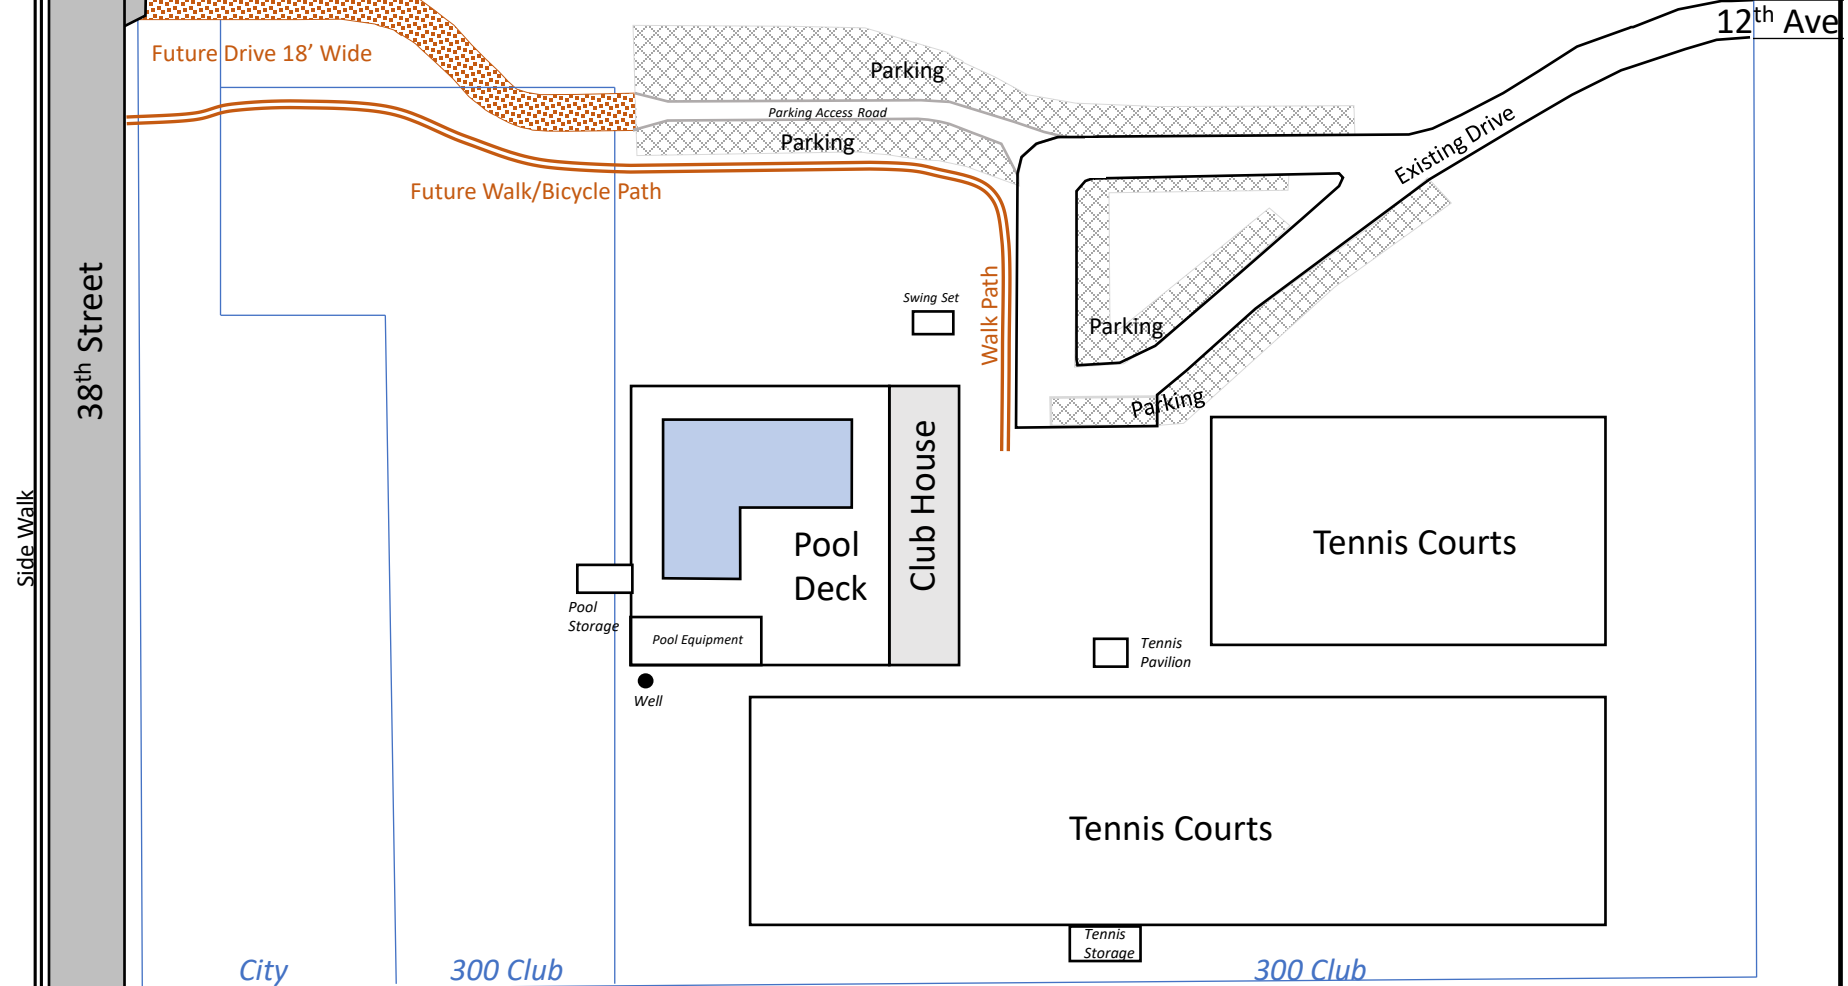 12th Ave
Future Drive 18’ Wide
Parking
Parking Access Road
Parking
Existing Drive
Future Walk/Bicycle Path
38th Street
Walk Path
Swing Set
Parking
Parking
Side Walk
Club House
Pool
Deck
Tennis Courts
Pool
Storage
Pool Equipment
Tennis
Pavilion
Well
Tennis Courts
Tennis
Storage
City
300 Club
300 Club